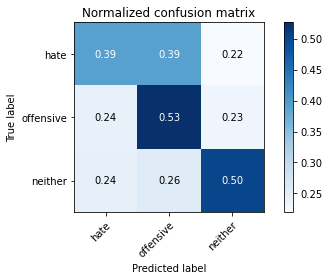 Normalized confusion matrix
True label
hate
offensive
neither
0.39 0.39 0.22
0.24 0.53 0.23
0.24 0.26 0.50
hate
offensive
neither
Predicted label
0.50
0.45
0.40
0.35
0.30
0.25